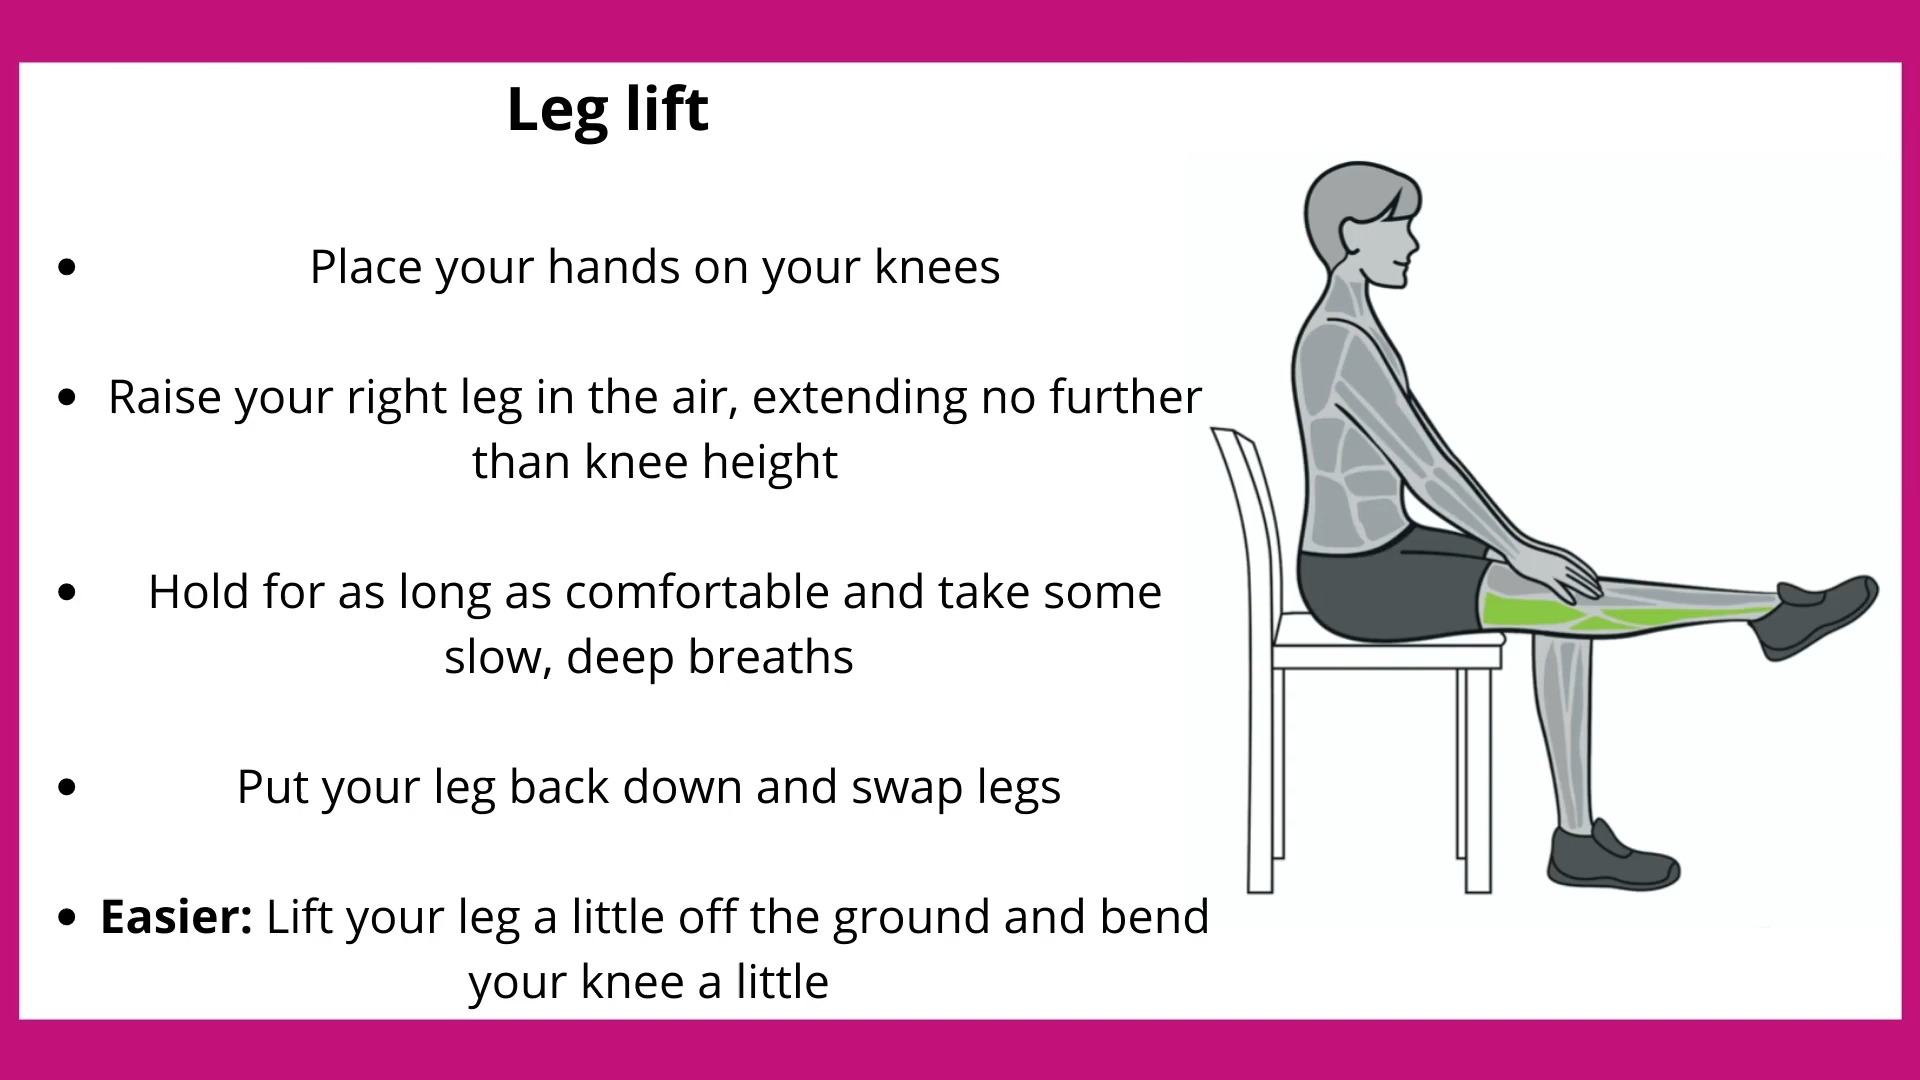 Leg lift
• Place your hands on your knees
• Raise your right leg in the air, extending no further
than knee height
• Hold for as long as comfortable and take some
slow, deep breaths
• Put your leg back down and swap legs
• Easier: Lift your leg a little off the ground and bend
your knee a little